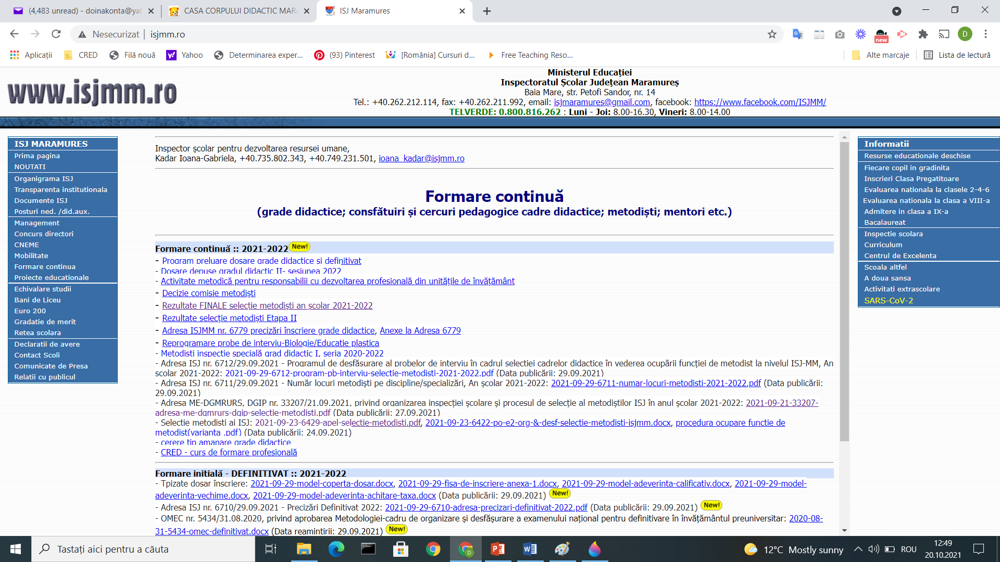 (4,483 unread) - doinakonta@yah
CASA CORPULUI DIDACTIC MARA
ISJ Maramures
Nesecurizat
isjmm.ro
new
D
Aplicații
CRED
Filă nouă
Yahoo
Determinarea exper...
(93) Pinterest
[România] Cursuri d...
Free Teaching Reso...
Alte marcaje
Lista de lectură
www.isjmm.ro
Ministerul Educației
Inspectoratul Școlar Județean Maramureș
Baia Mare, str. Petofi Sandor, nr. 14
Tel.: +40.262.212.114, fax: +40.262.211.992, email: isjmaramures@gmail.com, facebook: https://www.facebook.com/ISJMM/
TELVERDE: 0.800.816.262 : Luni - Joi: 8.00-16.30, Vineri: 8.00-14.00
ISJ MARAMURES
Prima pagina
NOUTATI
Organigrama ISJ
Transparenta institutionala
Documente ISJ
Posturi ned. /did.aux.
Management
Concurs directori
CNEME
Mobilitate
Formare continua
Proiecte educationale
Echivalare studii
Bani de Liceu
Euro 200
Gradatie de merit
Retea scolara
Declaratii de avere
Contact Scoli
Comunicate de Presa
Relatii cu publicul
Inspector școlar pentru dezvoltarea resursei umane,
Kadar Ioana-Gabriela, +40.735.802.343, +40.749.231.501, ioana_kadar@isjmm.ro
Formare continuă
(grade didactice; consfătuiri și cercuri pedagogice cadre didactice; metodiști; mentori etc.)
Formare continuă :: 2021-2022 New!
- Program preluare dosare grade didactice si definitivat
- Dosare depuse gradul didactic II- sesiunea 2022
- Activitate metodică pentru responsabilii cu dezvoltarea profesională din unitățile de învățământ
- Decizie comisie metodiști
- Rezultate FINALE selecție metodiști an școlar 2021-2022
- Rezultate selecție metodiști Etapa II
- Adresa ISJMM nr. 6779 precizări înscriere grade didactice, Anexe la Adresa 6779
- Reprogramare probe de interviu-Biologie/Educatie plastica
- Metodisti inspectie specială grad didactic I, seria 2020-2022
- Adresa ISJ nr. 6712/29.09.2021 - Programul de desfăsurare al probelor de interviu în cadrul selectiei cadrelor didactice în vederea ocupării funcției de metodist la nivelul ISJ-MM, An
scolar 2021-2022: 2021-09-29-6712-program-pb-interviu-selectie-metodisti-2021-2022.pdf (Data publicării: 29.09.2021)
- Adresa ISJ nr. 6711/29.09.2021 - Număr locuri metodiști pe discipline/specializări, An școlar 2021-2022: 2021-09-29-6711-numar-locuri-metodisti-2021-2022.pdf (Data publicării:
29.09.2021)
- Adresa ME-DGMRURS, DGIP nr. 33207/21.09.2021, privind organizarea inspecției școlare și procesul de selecție al metodiștilor ISJ în anul școlar 2021-2022: 2021-09-21-33207-
adresa-me-dgmrurs-dgip-selectie-metodisti.pdf (Data publicării: 27.09.2021)
- Selectie metodisti ai ISJ: 2021-09-23-6429-apel-selectie-metodisti.pdf, 2021-09-23-6422-po-e2-org-&-desf-selectie-metodisti-isjmm.docx, procedura ocupare functie de
metodist(varianta .pdf) (Data publicării: 24.09.2021)
- cerere tip amanare grade didactice
- CRED - curs de formare profesională
Formare initială - DEFINITIVAT :: 2021-2022
- Tpizate dosar înscriere: 2021-09-29-model-coperta-dosar.docx, 2021-09-29-fisa-de-inscriere-anexa-1.docx, 2021-09-29-model-adeverinta-calificativ.docx, 2021-09-29-model-
adeverinta-vechime.docx, 2021-09-29-model-adeverinta-achitare-taxa.docx (Data publicării: 29.09.2021) New!
- Adresa ISJ nr. 6710/29.09.2021 - Precizări Definitivat 2022: 2021-09-29-6710-adresa-precizari-definitivat-2022.pdf (Data publicării: 29.09.2021) New!
- OMEC nr. 5434/31.08.2020, privind aprobarea Metodologiei-cadru de organizare și desfășurare a examenului național pentru definitivare în învățământul preuniversitar: 2020-08-
31-5434-omec-definitivat.docx (Data reamintirii: 29.09.2021) New!
Informatii
Resurse educationale deschise
Fiecare copil in gradinita
Inscrieri Clasa Pregatitoare
Evaluarea nationala la clasele 2-4-6
Evaluarea nationala la clasa a VIII-a
Admitere in clasa a IX-a
Bacalaureat
Inspectie scolara
Curriculum
Centrul de Excelenta
Scoala altfel
A doua sansa
Activitati extrascolare
SARS-CoV-2
Tastați aici pentru a căuta
12°C Mostly sunny
ROU
12:49
20.10.2021